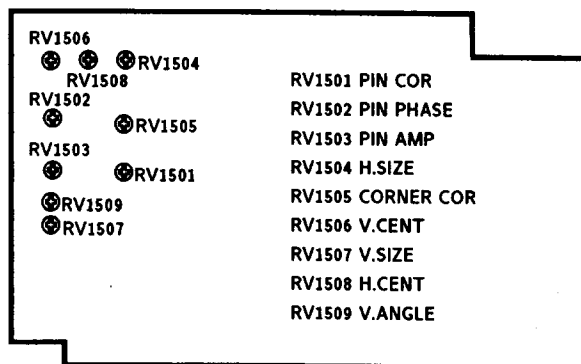 RV1506
RV1504
RV1508
RV1502
RV1505
RV1503
RV1501
RV1509
RV1507
RV1501 PIN COR
RV1502 PIN PHASE
RV1503 PIN AMP
RV1504 H.SIZE
RV1505 CORNER COR
RV1506 V.CENT
RV1507 V.SIZE
RV1508 H.CENT
RV1509 V.ANGLE